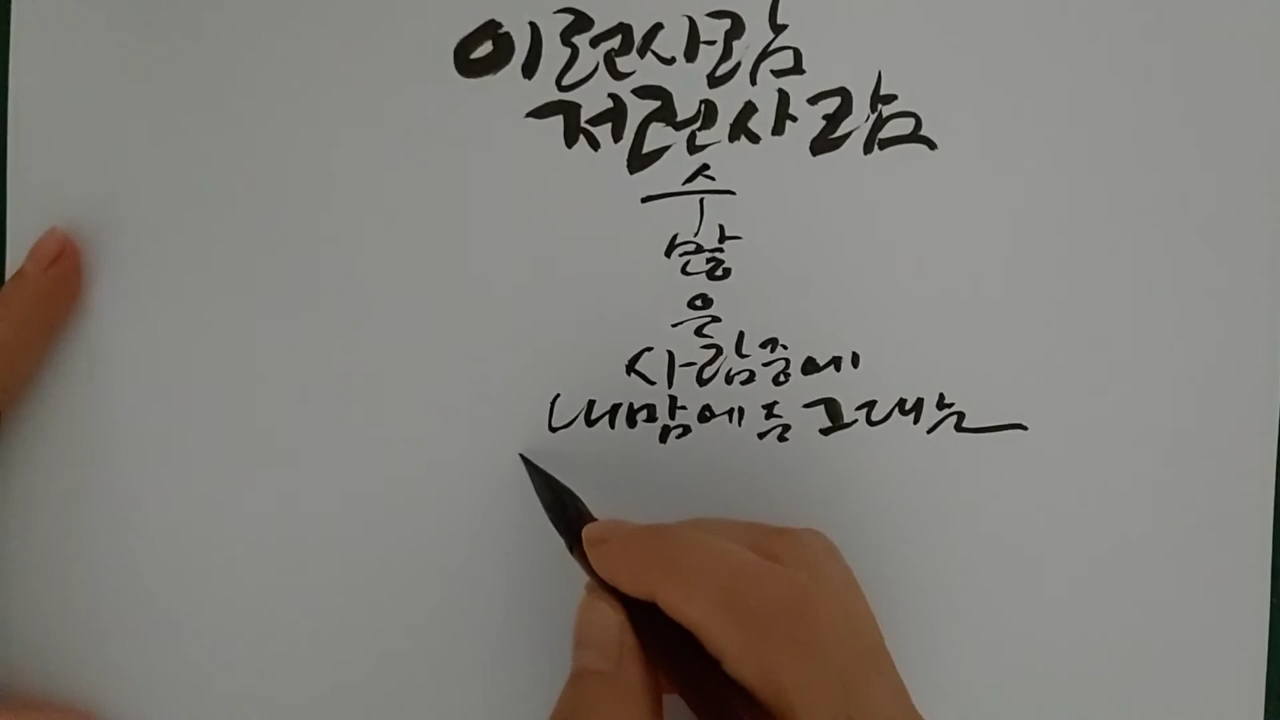 이런사람
저런사람
수
많
은
사람중에
내맘에 든 그대는